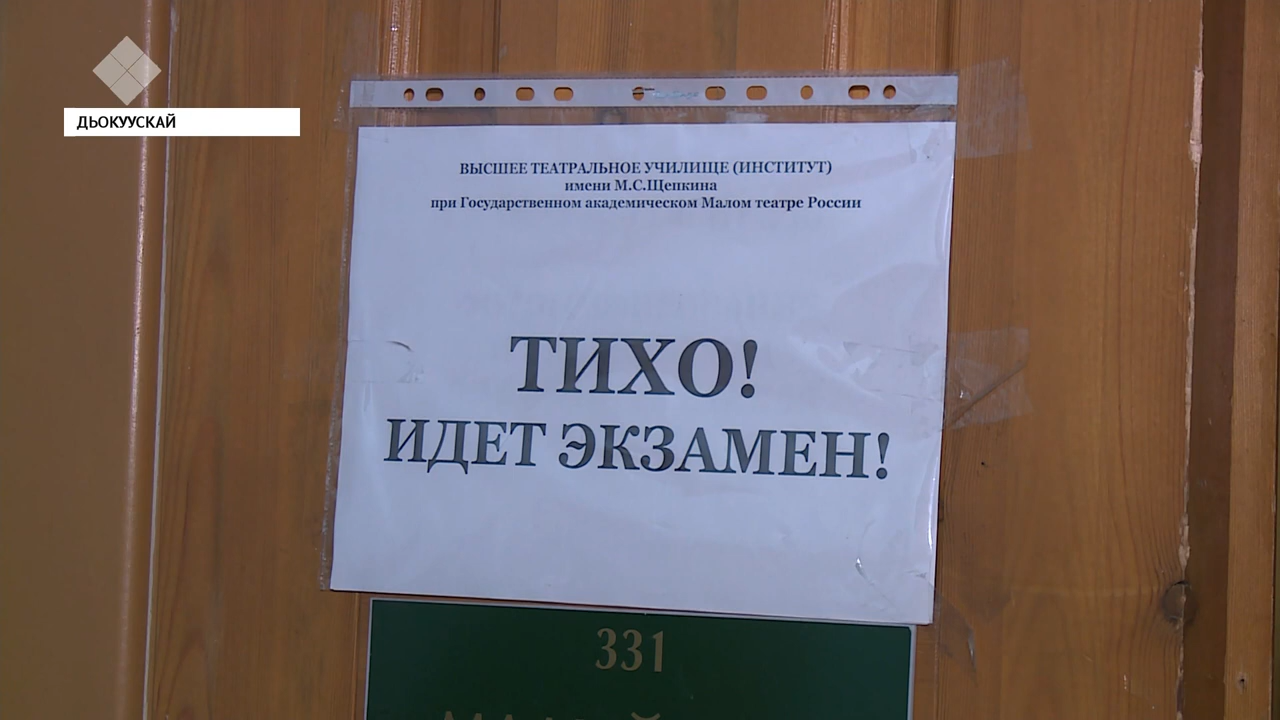 ДЬОКУУСКАЙ
ВЫСШЕЕ ТЕАТРАЛЬНОЕ УЧИЛИЩЕ (ИНСТИТУТ)
имени М.С.Щепкина
при Государственном академическом Малом театре России
ТИХО!
ИДЕТ ЭКЗАМЕН!
331